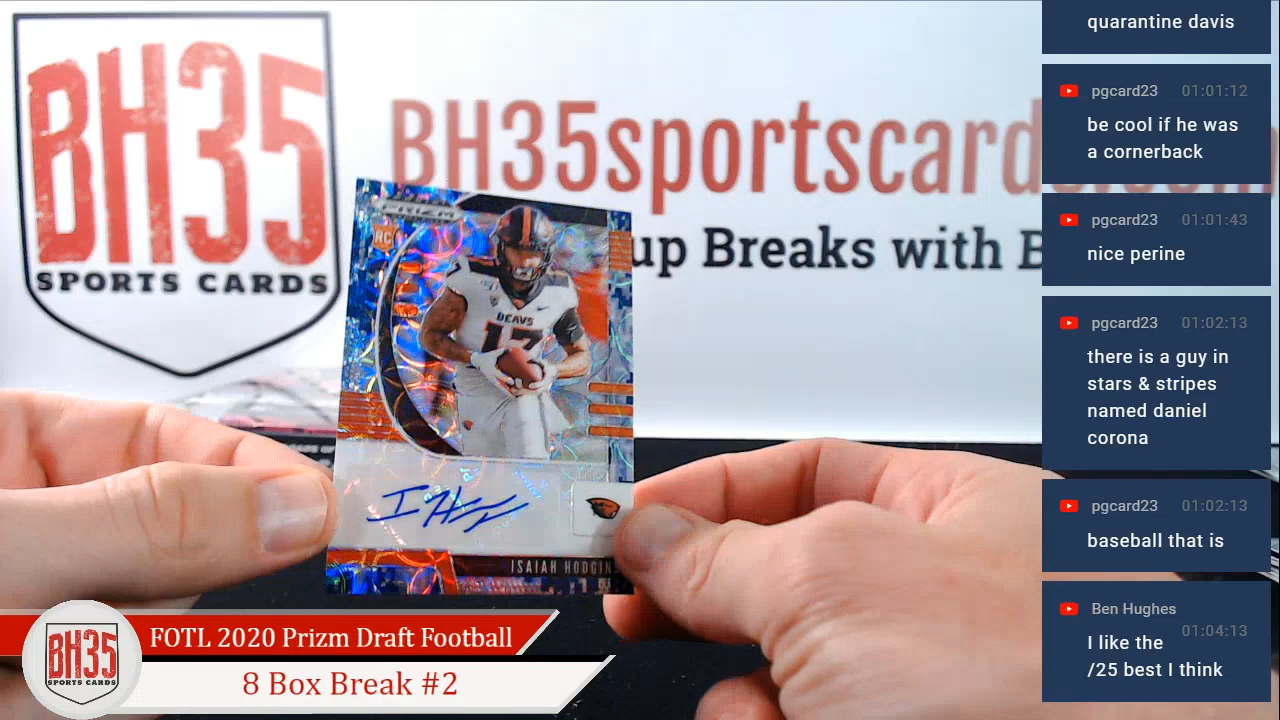 BH35
SPORTS CARDS
BH35sportscard
up Breaks with B
PRIZM
RC
BEAVS
17
ISAIAH HODGINS
BH35
SPORTS CARDS
FOTL 2020 Prizm Draft Football
8 Box Break #2
quarantine davis
pgcard23 01:01:12
be cool if he was
a cornerback
pgcard23 01:01:43
nice perine
pgcard23 01:02:13
there is a guy in
stars & stripes
named daniel
corona
pgcard23 01:02:13
baseball that is
Ben Hughes 01:04:13
I like the
/25 best I think